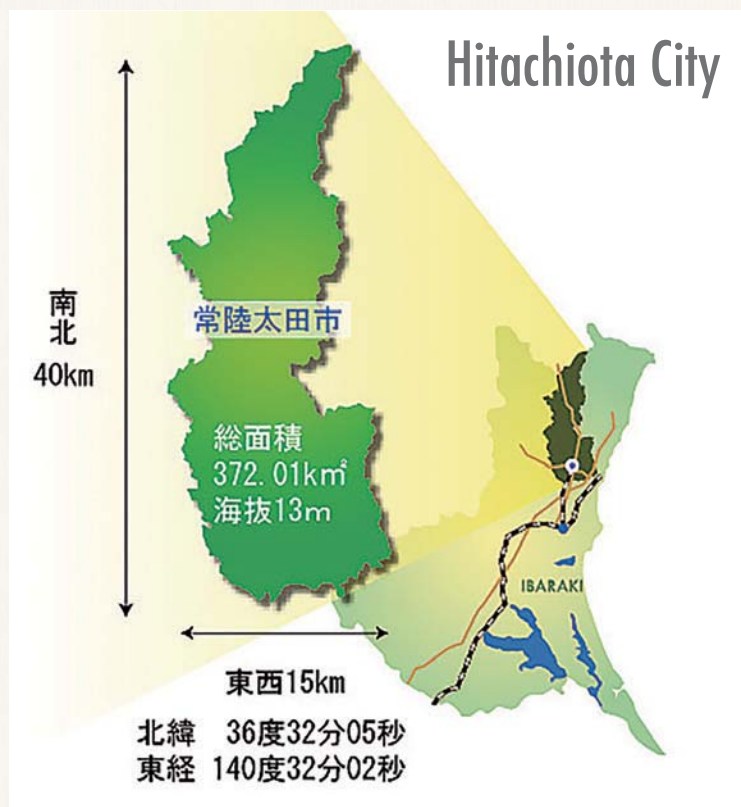 Hitachiota City
南北
40km
常陸太田市
総面積
372.01k㎡
海抜13m
IBARAKI
東西15km
北緯 36度32分05秒
東経 140度32分02秒